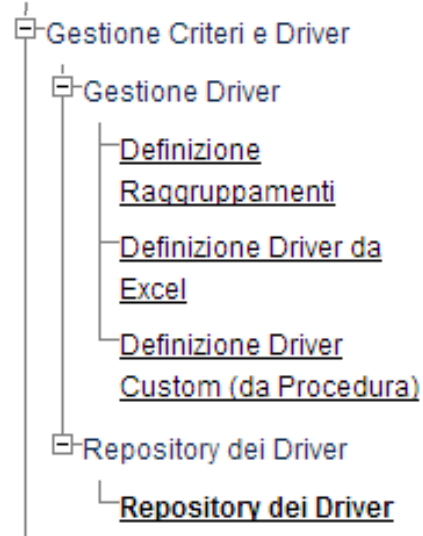 Gestione Criteri e Driver
Gestione Driver
Definizione
Raggruppamenti
Definizione Driver da
Excel
Definizione Driver
Custom (da Procedura)
Repository dei Driver
Repository dei Driver